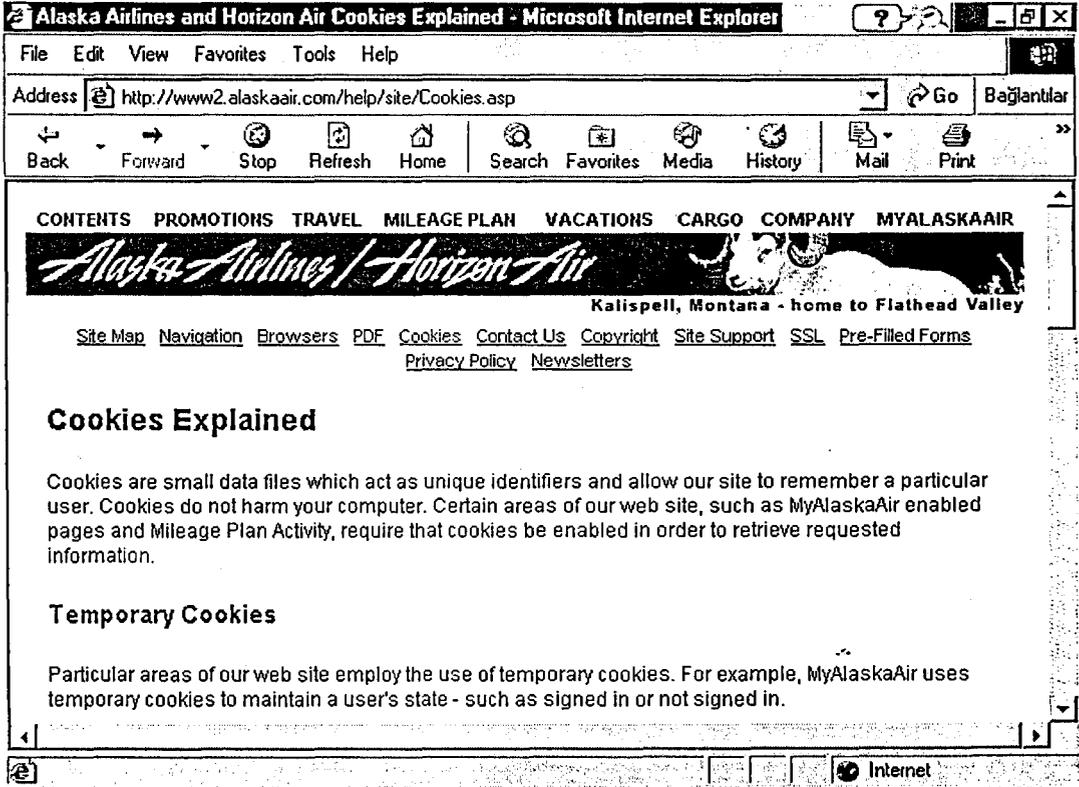 Alaska Airlines and Horizon Air Cookies Explained - Microsoft Internet Explorer
File Edit View Favorites Tools Help
Address http://www2.alaskaair.com/help/site/Cookies.asp Go Bağlantılar
Back Forward Stop Refresh Home Search Favorites Media History Mail Print
CONTENTS PROMOTIONS TRAVEL MILEAGE PLAN VACATIONS CARGO COMPANY MYALASKAAIR
Alaska Airlines / Horizon Air
Kalispell, Montana - home to Flathead Valley
Site Map Navigation Browsers PDF Cookies Contact Us Copyright Site Support SSL Pre-Filled Forms
Privacy Policy Newsletters
Cookies Explained
Cookies are small data files which act as unique identifiers and allow our site to remember a particular
user. Cookies do not harm your computer. Certain areas of our web site, such as MyAlaskaAir enabled
pages and Mileage Plan Activity, require that cookies be enabled in order to retrieve requested
information.
Temporary Cookies
Particular areas of our web site employ the use of temporary cookies. For example, MyAlaskaAir uses
temporary cookies to maintain a user's state - such as signed in or not signed in.
Internet